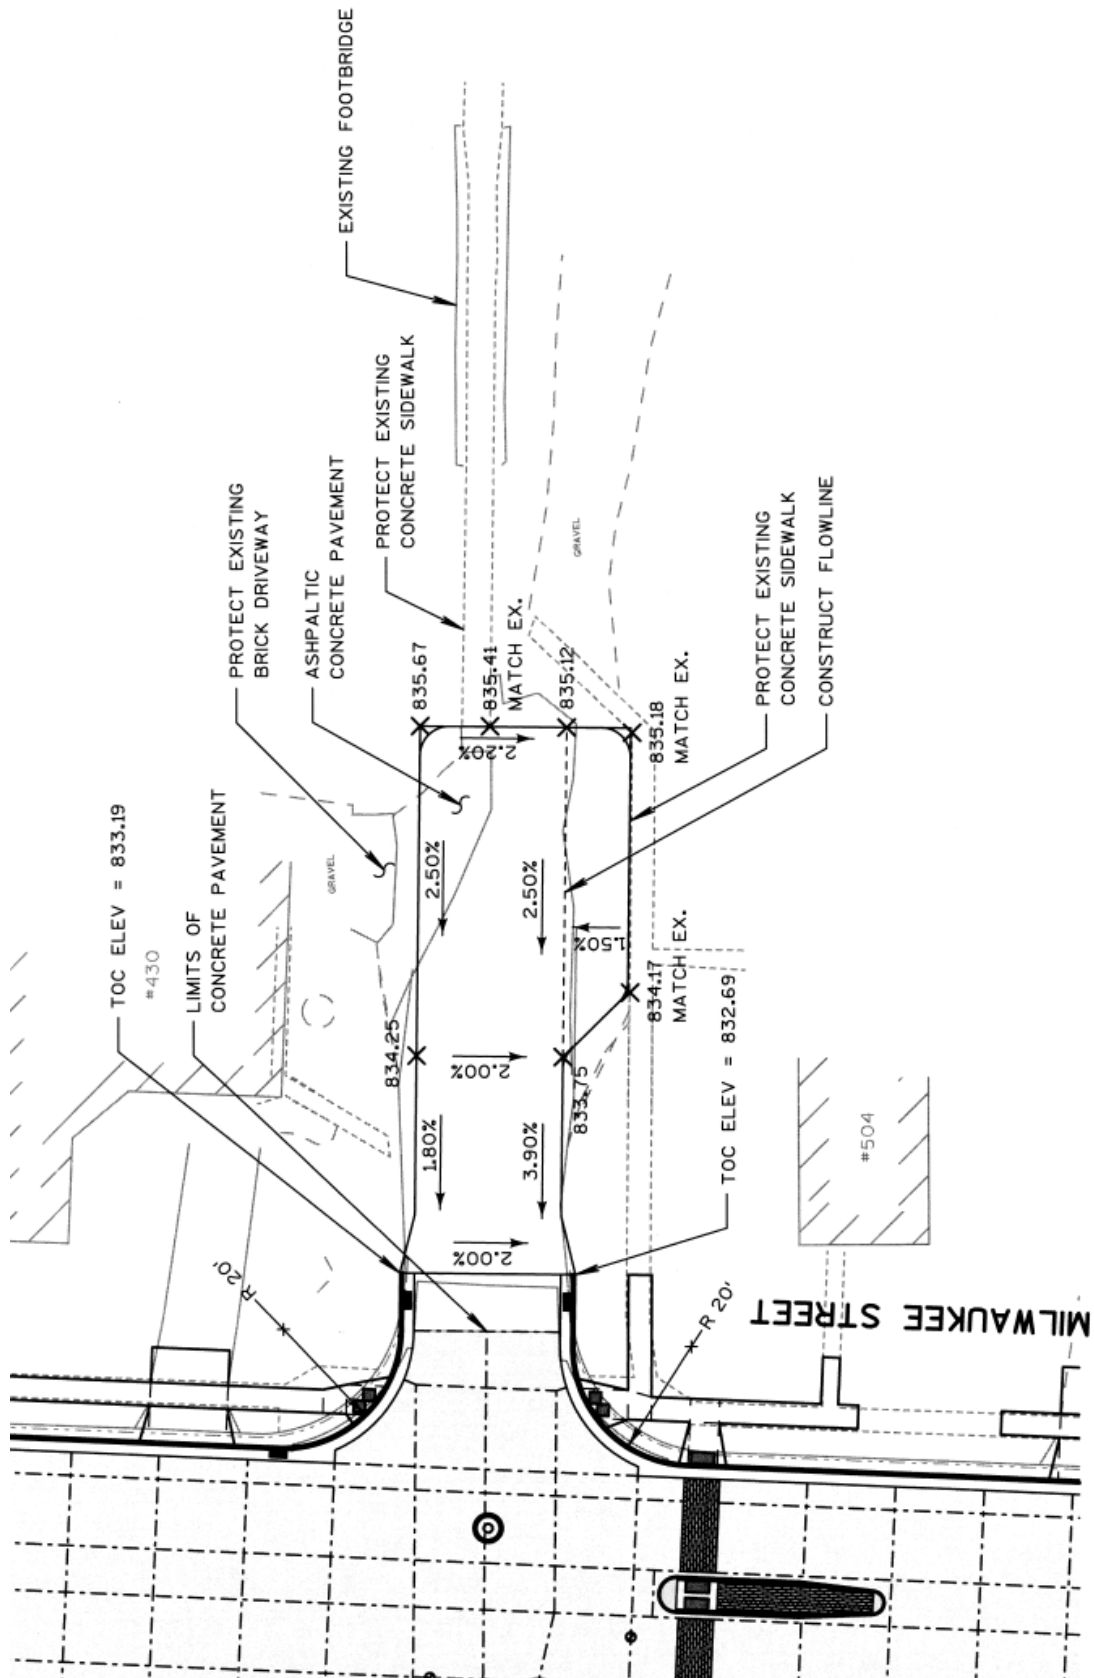 EXISTING FOOTBRIDGE
PROTECT EXISTING
CONCRETE SIDEWALK
ASHPALTIC
CONCRETE PAVEMENT
PROTECT EXISTING
BRICK DRIVEWAY
LIMITS OF
CONCRETE PAVEMENT
TOC ELEV = 833.19
#430
GRAVEL
GRAVEL
835.67
835.41
MATCH EX.
835.12
835.18
MATCH EX.
2.20%
2.50%
2.50%
1.50%
834.17
MATCH EX.
834.25
2.00%
833.75
1.80%
3.90%
2.00%
PROTECT EXISTING
CONCRETE SIDEWALK
CONSTRUCT FLOWLINE
TOC ELEV = 832.69
#504
R 20'
R 20'
MILWAUKEE STREET